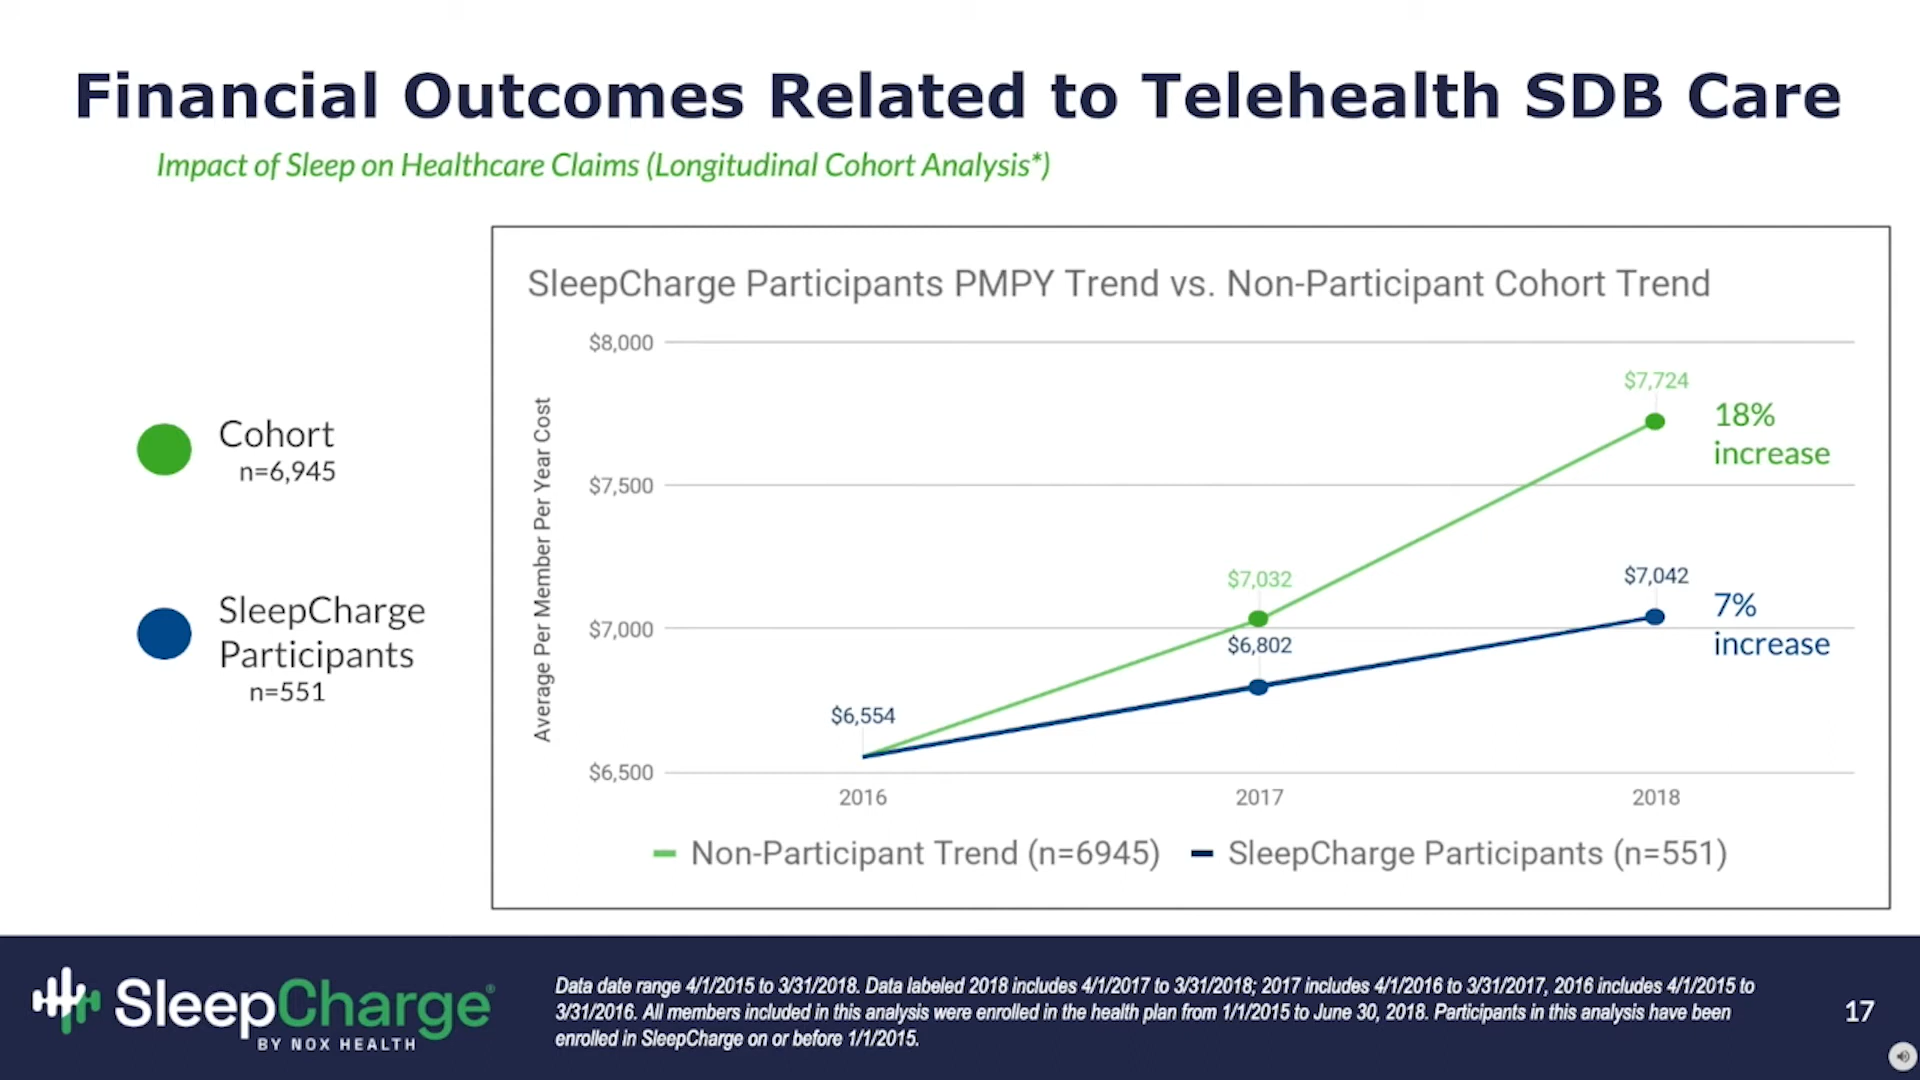 Financial Outcomes Related to Telehealth SDB Care
Impact of Sleep on Healthcare Claims (Longitudinal Cohort Analysis*)
Cohort
n=6,945
SleepCharge
Participants
n=551
SleepCharge Participants PMPY Trend vs. Non-Participant Cohort Trend
Average Per Member Per Year Cost
$8,000
$7,500
$7,000
$6,500
$6,554
$7,032
$6,802
$7,724
18%
increase
$7,042
7%
increase
2016
2017
2018
Non-Participant Trend (n=6945)
SleepCharge Participants (n=551)
SleepCharge®
BY NOX HEALTH
Data date range 4/1/2015 to 3/31/2018. Data labeled 2018 includes 4/1/2017 to 3/31/2018; 2017 includes 4/1/2016 to 3/31/2017, 2016 includes 4/1/2015 to
3/31/2016. All members included in this analysis were enrolled in the health plan from 1/1/2015 to June 30, 2018. Participants in this analysis have been
enrolled in SleepCharge on or before 1/1/2015.
17